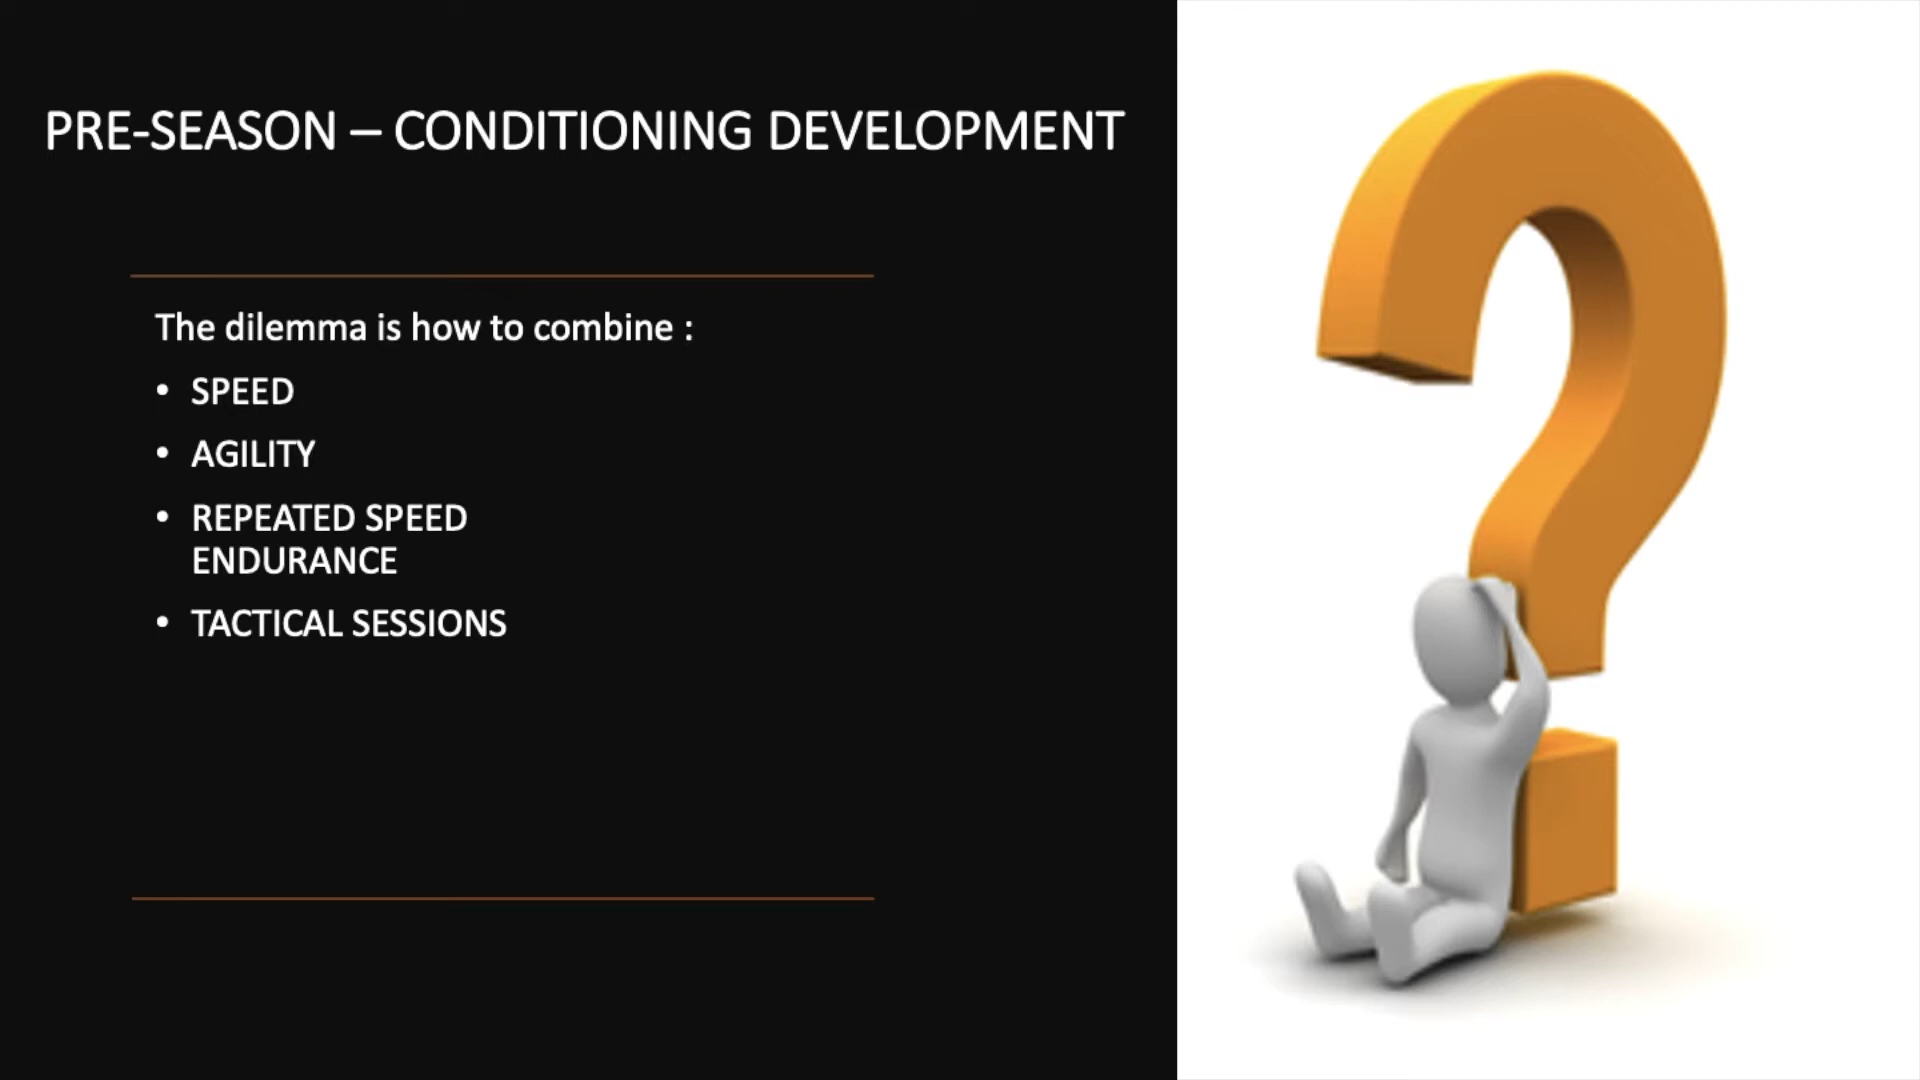 PRE-SEASON – CONDITIONING DEVELOPMENT
The dilemma is how to combine :
• SPEED
• AGILITY
• REPEATED SPEED
ENDURANCE
• TACTICAL SESSIONS